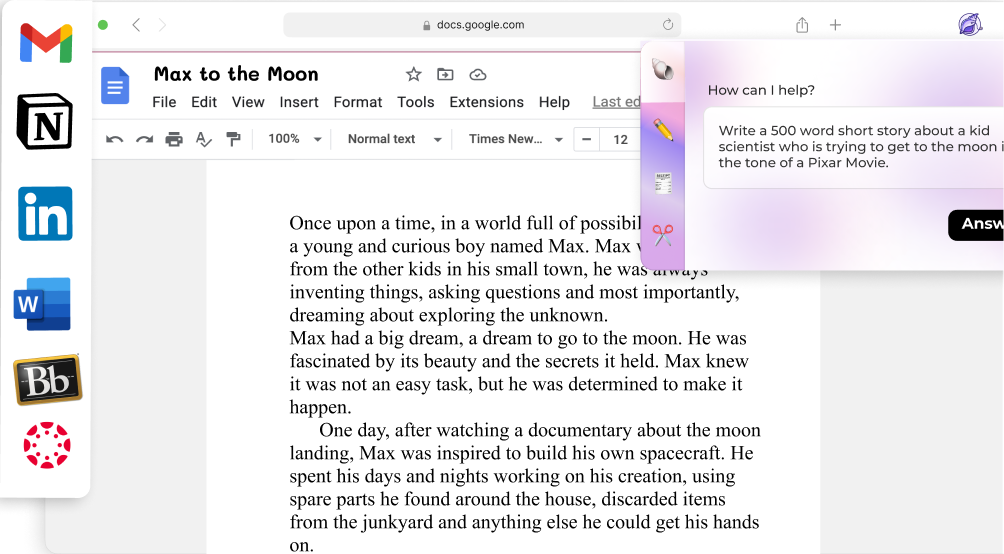 docs.google.com
Max to the Moon
File Edit View Insert Format Tools Extensions Help Last ed
100% Normal text Times New... 12
How can I help?
Write a 500 word short story about a kid
scientist who is trying to get to the moon i
the tone of a Pixar Movie.
Answ
RECEIPT
N
in
W
Bb
Once upon a time, in a world full of possibil
a young and curious boy named Max. Max
from the other kids in his small town, he was always
inventing things, asking questions and most importantly,
dreaming about exploring the unknown.
Max had a big dream, a dream to go to the moon. He was
fascinated by its beauty and the secrets it held. Max knew
it was not an easy task, but he was determined to make it
happen.
One day, after watching a documentary about the moon
landing, Max was inspired to build his own spacecraft. He
spent his days and nights working on his creation, using
spare parts he found around the house, discarded items
from the junkyard and anything else he could get his hands
on.